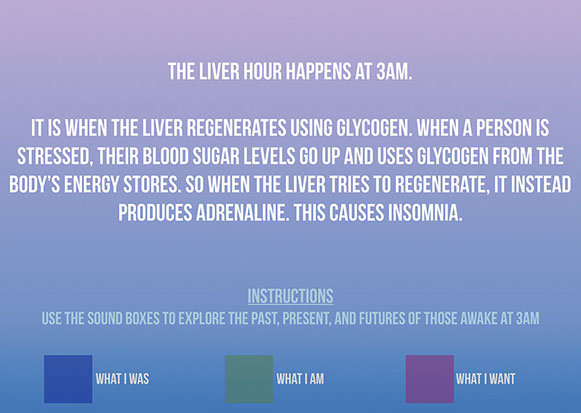 THE LIVER HOUR HAPPENS AT 3AM.
IT IS WHEN THE LIVER REGENERATES USING GLYCOGEN. WHEN A PERSON IS
STRESSED, THEIR BLOOD SUGAR LEVELS GO UP AND USES GLYCOGEN FROM THE
BODY'S ENERGY STORES. SO WHEN THE LIVER TRIES TO REGENERATE, IT INSTEAD
PRODUCES ADRENALINE. THIS CAUSES INSOMNIA.
INSTRUCTIONS
USE THE SOUND BOXES TO EXPLORE THE PAST, PRESENT, AND FUTURES OF THOSE AWAKE AT 3AM
WHAT I WAS
WHAT I AM
WHAT I WANT